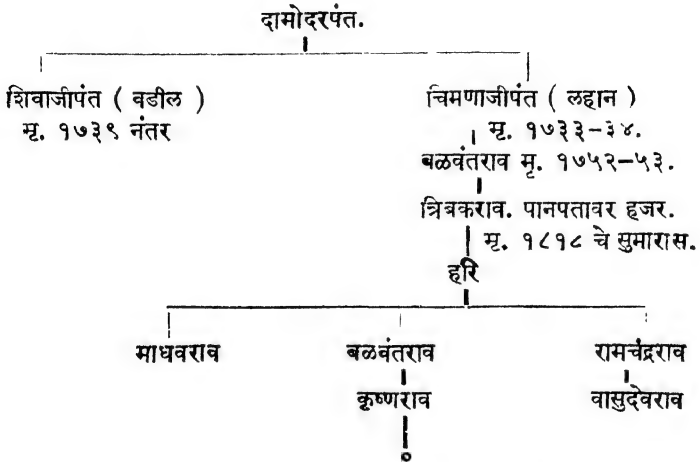 दामोदरपंत.
शिवाजीपंत ( वडील ) चिमणाजीपंत ( लहान )
मृ. १७३९ नंतर मृ. १७३३-३४.
बळवंतराव मृ. १७५२-५३.
त्रिबकराव. पानपतावर हजर.
मृ. १८१८ चे सुमारास.
हरि
माधवराव बळवंतराव रामचंद्रराव
कृष्णराव वासुदेवराव
०